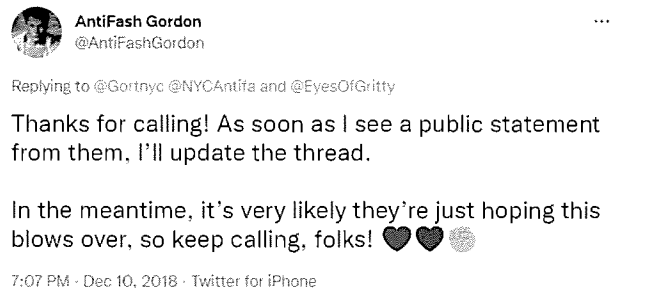 AntiFash Gordon
@AntiFashGordon
...
Replying to @Gortnyc @NYCAntifa and @EyesOfGritty
Thanks for calling! As soon as I see a public statement
from them, I'll update the thread.
In the meantime, it's very likely they're just hoping this
blows over, so keep calling, folks! 🖤🖤
7:07 PM · Dec 10, 2018 · Twitter for iPhone